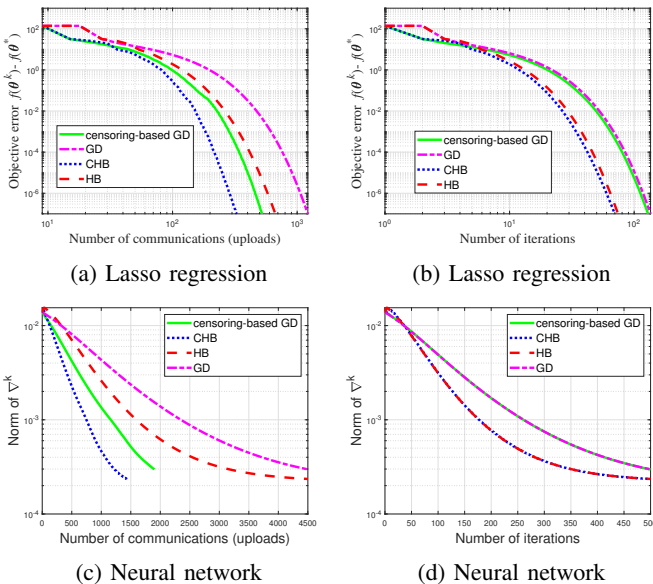 Objective error f(θ^k)- f(θ*)
10^2
10^0
10^-2
10^-4
10^-6
censoring-based GD
GD
CHB
HB
10^1
10^2
10^3
Number of communications (uploads)
(a) Lasso regression
Objective error f(θ^k)- f(θ*)
10^2
10^0
10^-2
10^-4
10^-6
censoring-based GD
GD
CHB
HB
10^0
10^1
10^2
Number of iterations
(b) Lasso regression
Norm of ∇^k
10^-2
10^-3
10^-4
censoring-based GD
CHB
HB
GD
0 500 1000 1500 2000 2500 3000 3500 4000 4500
Number of communications (uploads)
(c) Neural network
Norm of ∇^k
10^-2
10^-3
10^-4
censoring-based GD
CHB
HB
GD
0 50 100 150 200 250 300 350 400 450 500
Number of iterations
(d) Neural network